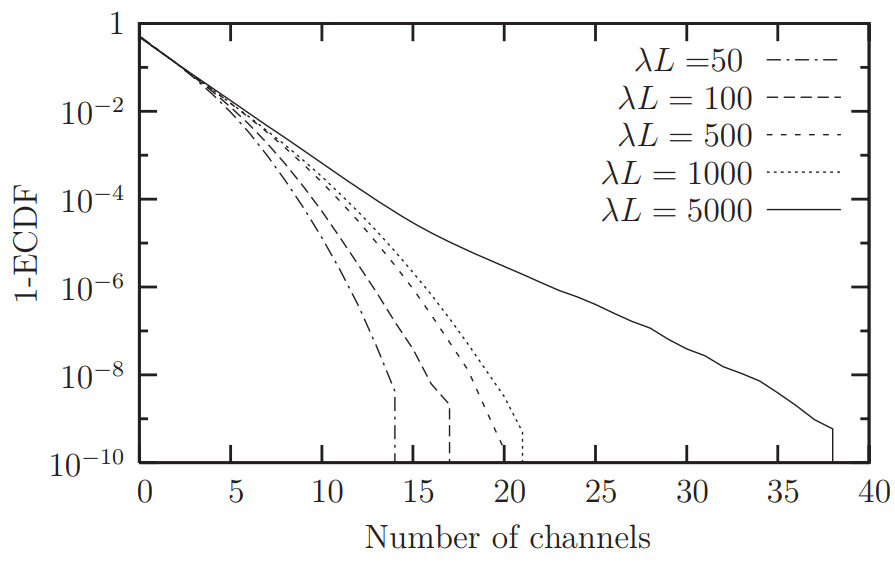 1
10⁻²
10⁻⁴
10⁻⁶
10⁻⁸
10⁻¹⁰
1-ECDF
λL =50
λL = 100
λL = 500
λL = 1000
λL = 5000
0 5 10 15 20 25 30 35 40
Number of channels